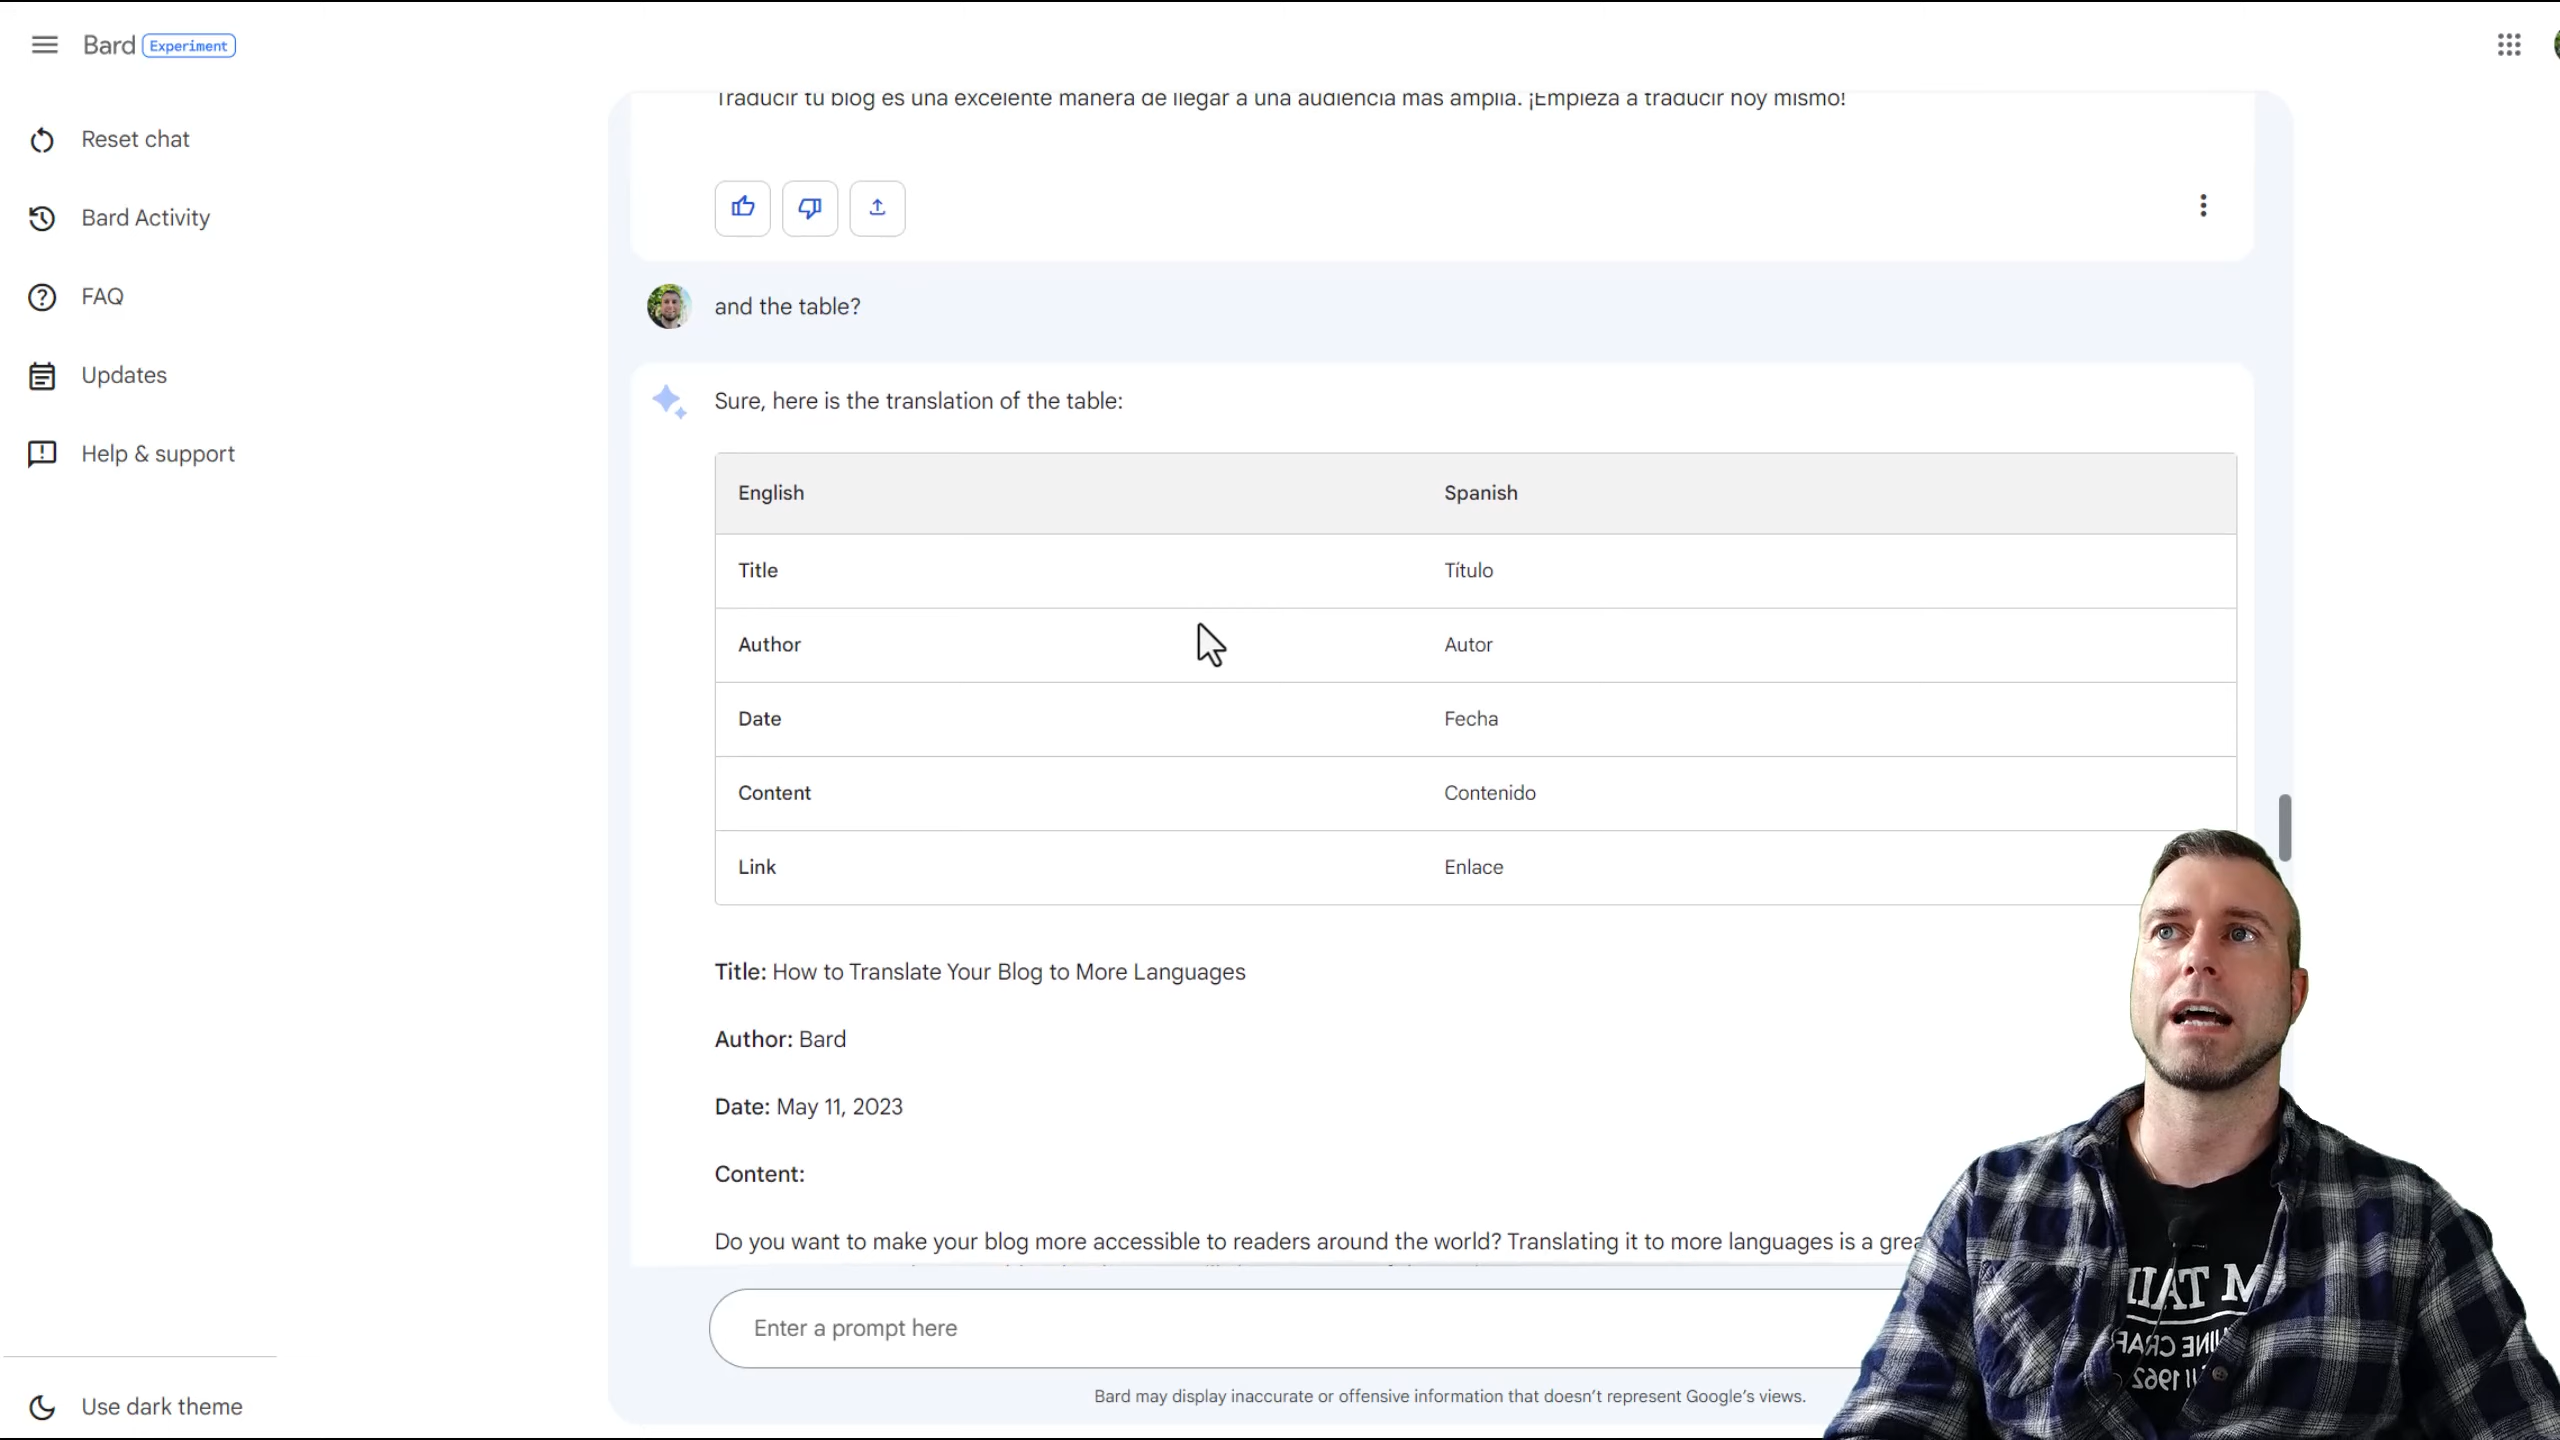 Bard Experiment
Reset chat
Bard Activity
FAQ
Updates
Help & support
Use dark theme
Traducir tu blog es una excelente manera de llegar a una audiencia más amplia. ¡Empieza a traducir hoy mismo!
and the table?
Sure, here is the translation of the table:
English Spanish
Title Título
Author Autor
Date Fecha
Content Contenido
Link Enlace
Title: How to Translate Your Blog to More Languages
Author: Bard
Date: May 11, 2023
Content:
Do you want to make your blog more accessible to readers around the world? Translating it to more languages is a
Enter a prompt here
Bard may display inaccurate or offensive information that doesn't represent Google's views.